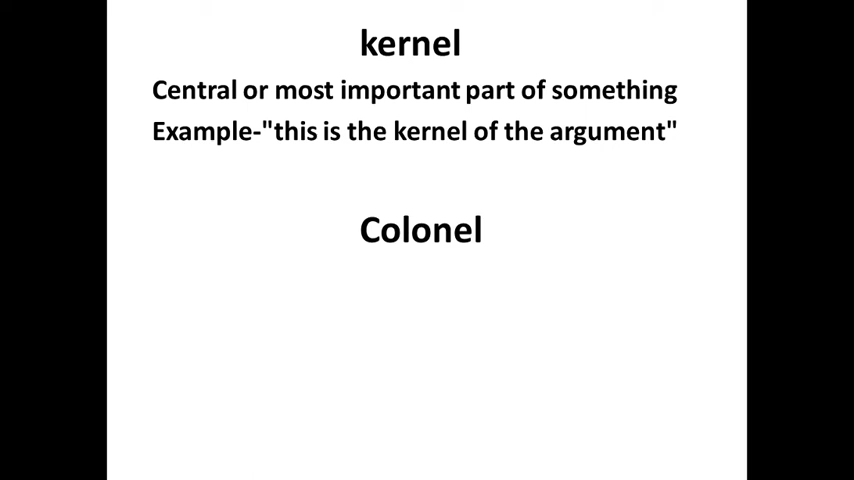 kernel
Central or most important part of something
Example-"this is the kernel of the argument"
Colonel